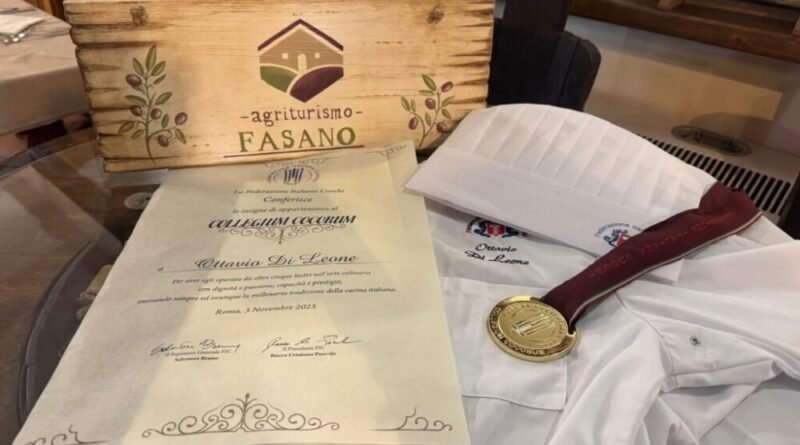 -agriturismo-
FASANO
La Federazione Italiana Cuochi
Conferisce
le insegne di appartenenza al
COLLEGIUM COCORUM
a Ottavio Di Leone
Per aver egli operato da oltre cinque lustri nell'arte culinaria
con dignità e passione, capacità e prestigio,
onorando sempre ed ovunque la millenaria tradizione della cucina italiana.
Roma, 3 Novembre 2025
Il Segretario Generale FIC
Salvatore Bruno
Il Presidente FIC
Rocco Cristiano Pozzulo
Ottavio
Di Leone
Federazione